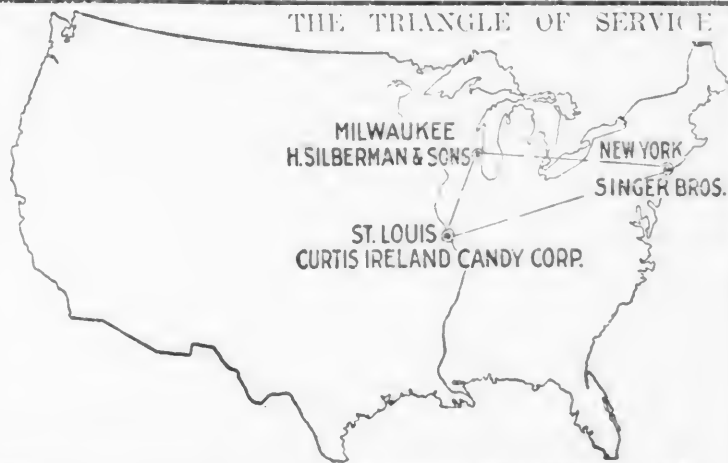 THE TRIANGLE OF SERVICE
MILWAUKEE
H. SILBERMAN & SONS
NEW YORK
SINGER BROS.
ST. LOUIS
CURTIS IRELAND CANDY CORP.